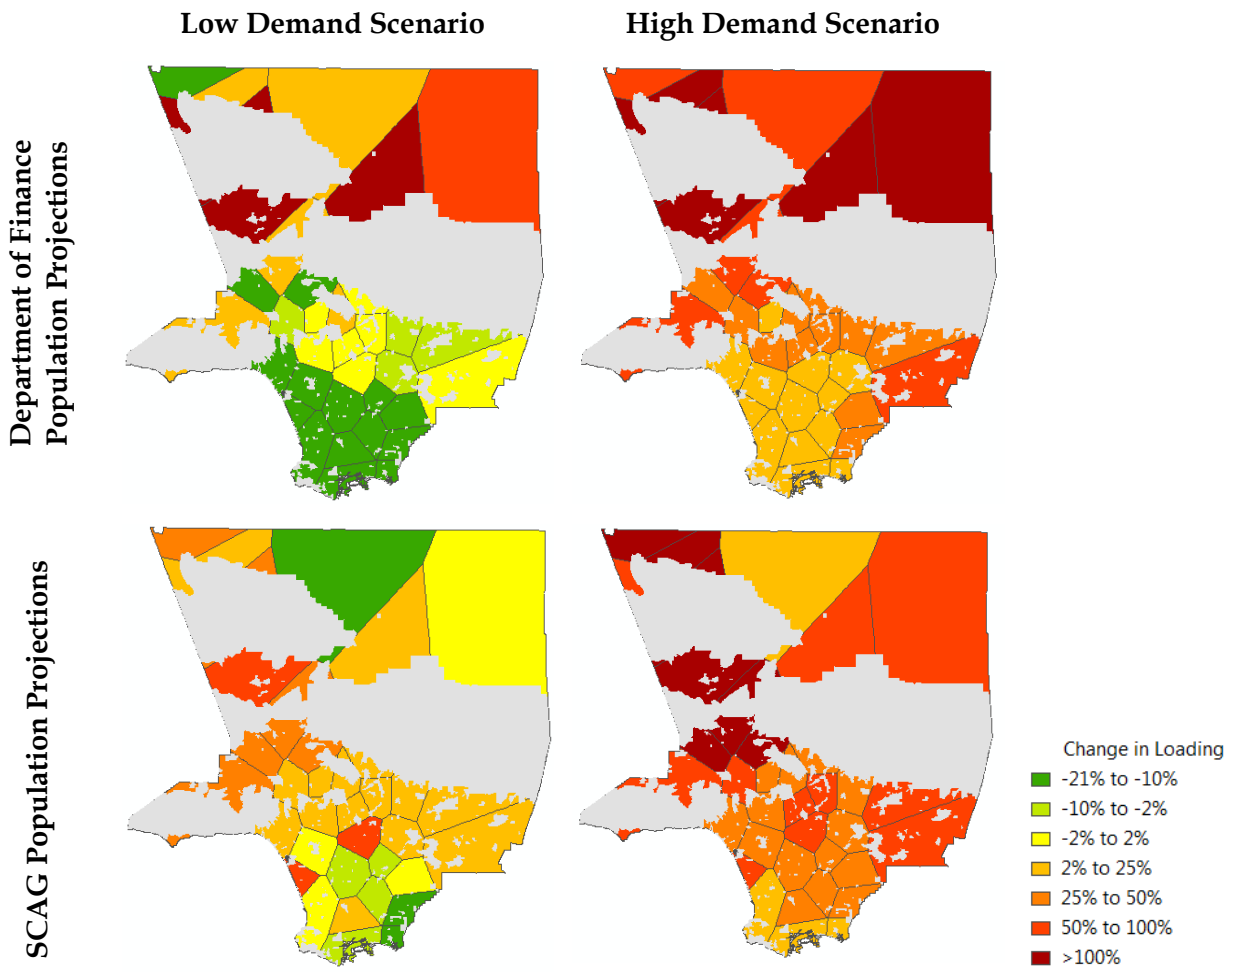 Low Demand Scenario
High Demand Scenario
Department of Finance
Population Projections
SCAG Population Projections
Change in Loading
-21% to -10%
-10% to -2%
-2% to 2%
2% to 25%
25% to 50%
50% to 100%
>100%